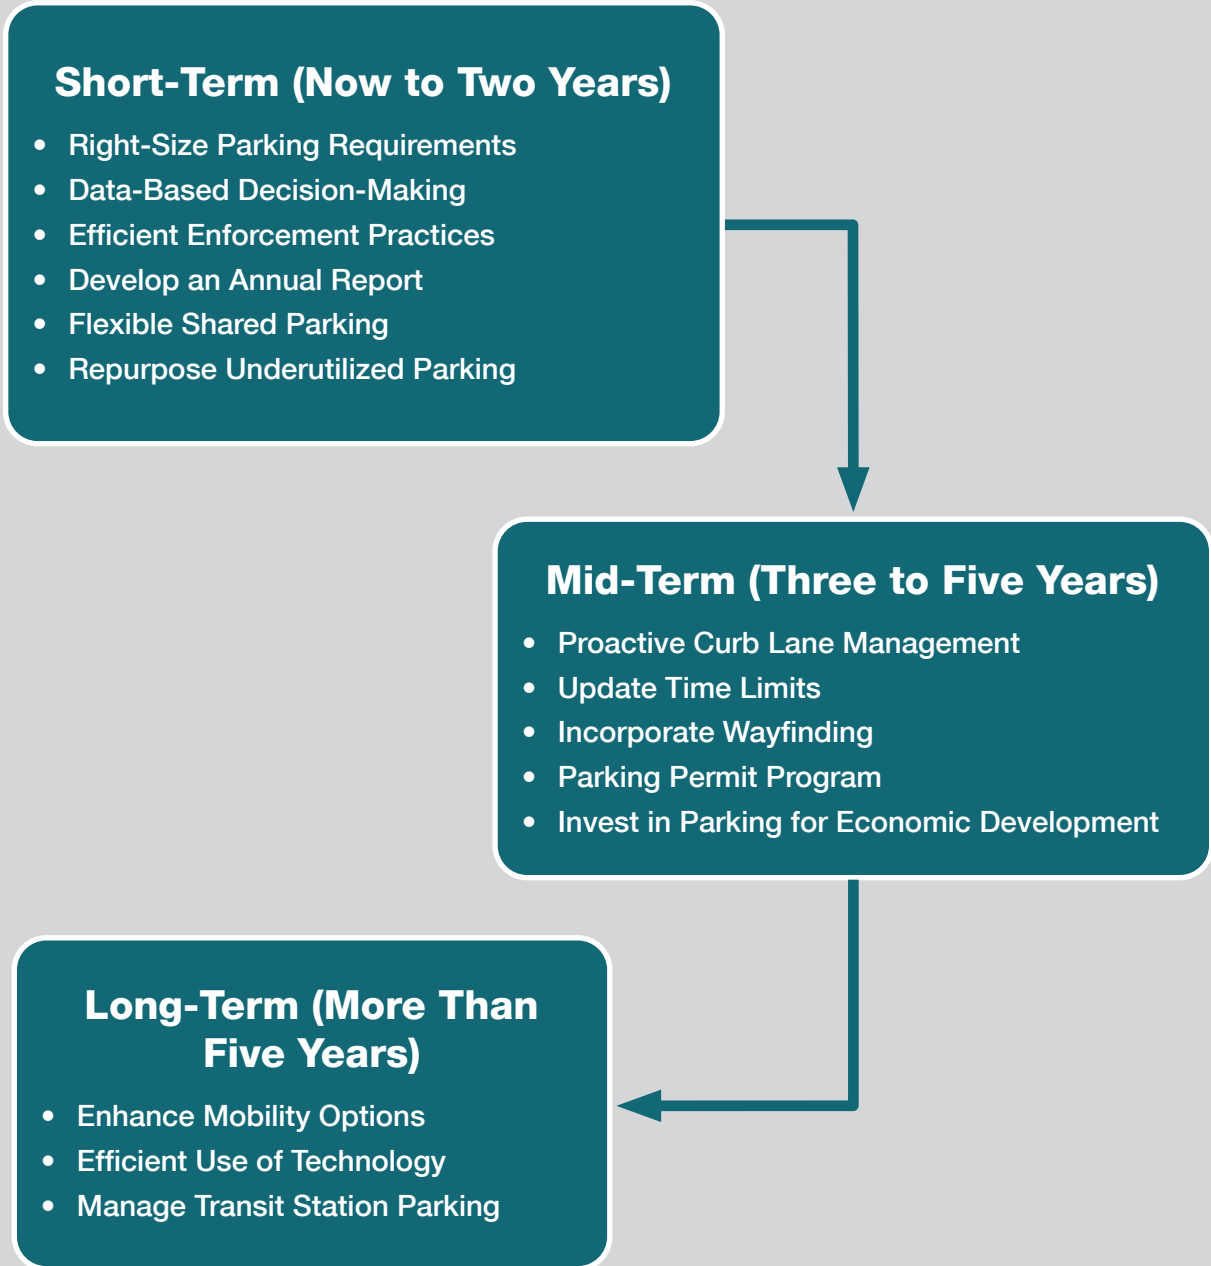 Short-Term (Now to Two Years)
• Right-Size Parking Requirements
• Data-Based Decision-Making
• Efficient Enforcement Practices
• Develop an Annual Report
• Flexible Shared Parking
• Repurpose Underutilized Parking
Mid-Term (Three to Five Years)
• Proactive Curb Lane Management
• Update Time Limits
• Incorporate Wayfinding
• Parking Permit Program
• Invest in Parking for Economic Development
Long-Term (More Than
Five Years)
• Enhance Mobility Options
• Efficient Use of Technology
• Manage Transit Station Parking